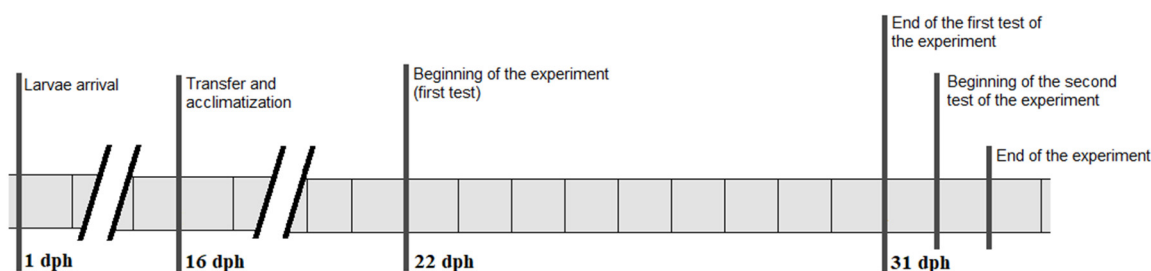 Larvae arrival
Transfer and
acclimatization
Beginning of the experiment
(first test)
End of the first test of
the experiment
Beginning of the second
test of the experiment
End of the experiment
1 dph
16 dph
22 dph
31 dph